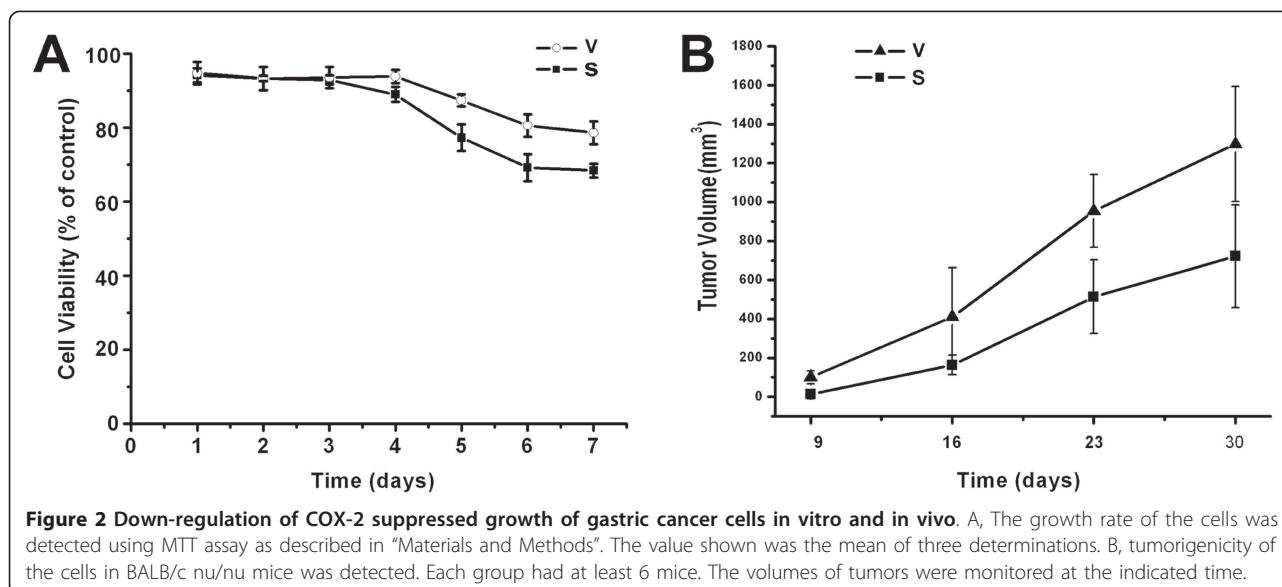 A
V
S
Cell Viability (% of control)
100
80
60
40
20
0
0 1 2 3 4 5 6 7
Time (days)
B
V
S
Tumor Volume (mm³)
1800
1600
1400
1200
1000
800
600
400
200
0
9 16 23 30
Time (days)
Figure 2 Down-regulation of COX-2 suppressed growth of gastric cancer cells in vitro and in vivo. A, The growth rate of the cells was
detected using MTT assay as described in “Materials and Methods”. The value shown was the mean of three determinations. B, tumorigenicity of
the cells in BALB/c nu/nu mice was detected. Each group had at least 6 mice. The volumes of tumors were monitored at the indicated time.